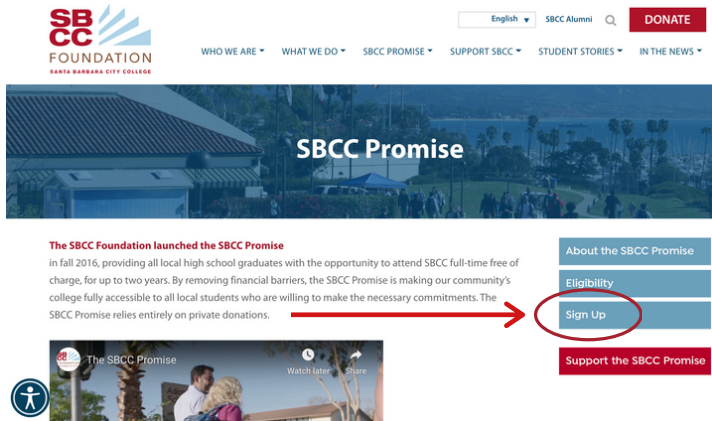 SB
CC
FOUNDATION
SANTA BARBARA CITY COLLEGE
English SBCC Alumni DONATE
WHO WE ARE WHAT WE DO SBCC PROMISE SUPPORT SBCC STUDENT STORIES IN THE NEWS
SBCC Promise
The SBCC Foundation launched the SBCC Promise
in fall 2016, providing all local high school graduates with the opportunity to attend SBCC full-time free of
charge, for up to two years. By removing financial barriers, the SBCC Promise is making our community's
college fully accessible to all local students who are willing to make the necessary commitments. The
SBCC Promise relies entirely on private donations.
About the SBCC Promise
Eligibility
Sign Up
Support the SBCC Promise
The SBCC Promise
Watch later Share